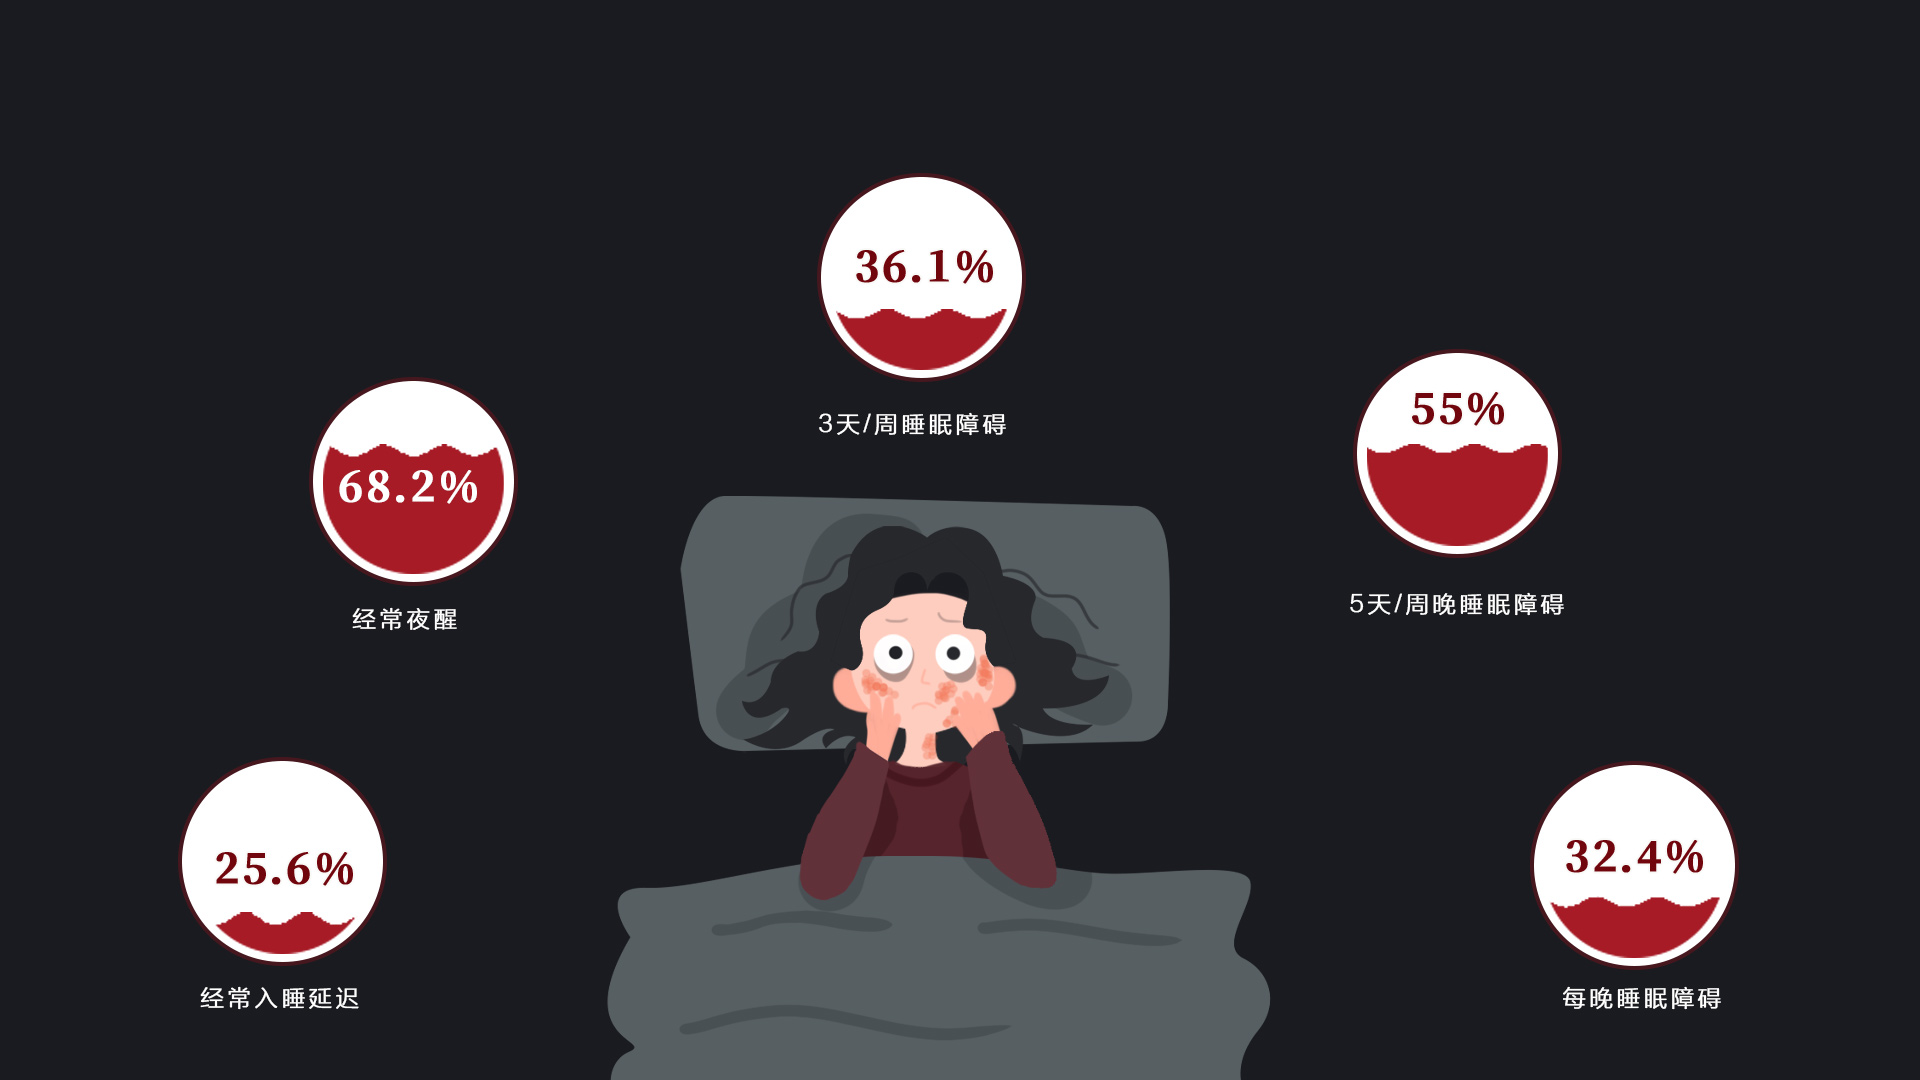 36.1%
3天/周睡眠障碍
55%
5天/周晚睡眠障碍
68.2%
经常夜醒
25.6%
经常入睡延迟
32.4%
每晚睡眠障碍